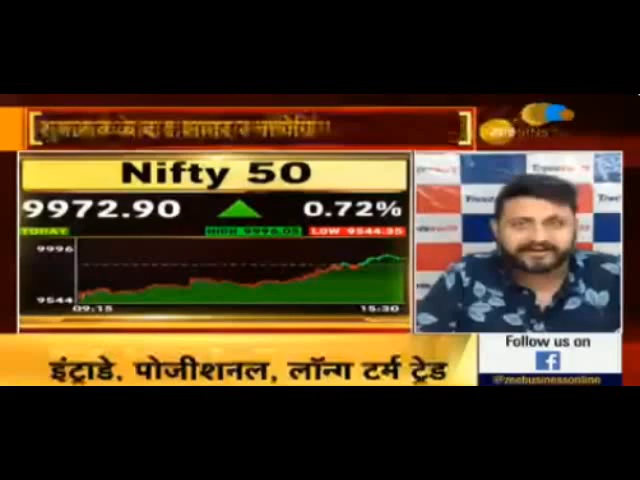 Nifty 50
9972.90 0.72%
TODAY HIGH 9996.05 LOW 9544.35
9996
9544
09:15 15:30
Follow us on
इंट्राडे, पोजीशनल, लॉन्ग टर्म ट्रेड
@zeebusinessonline